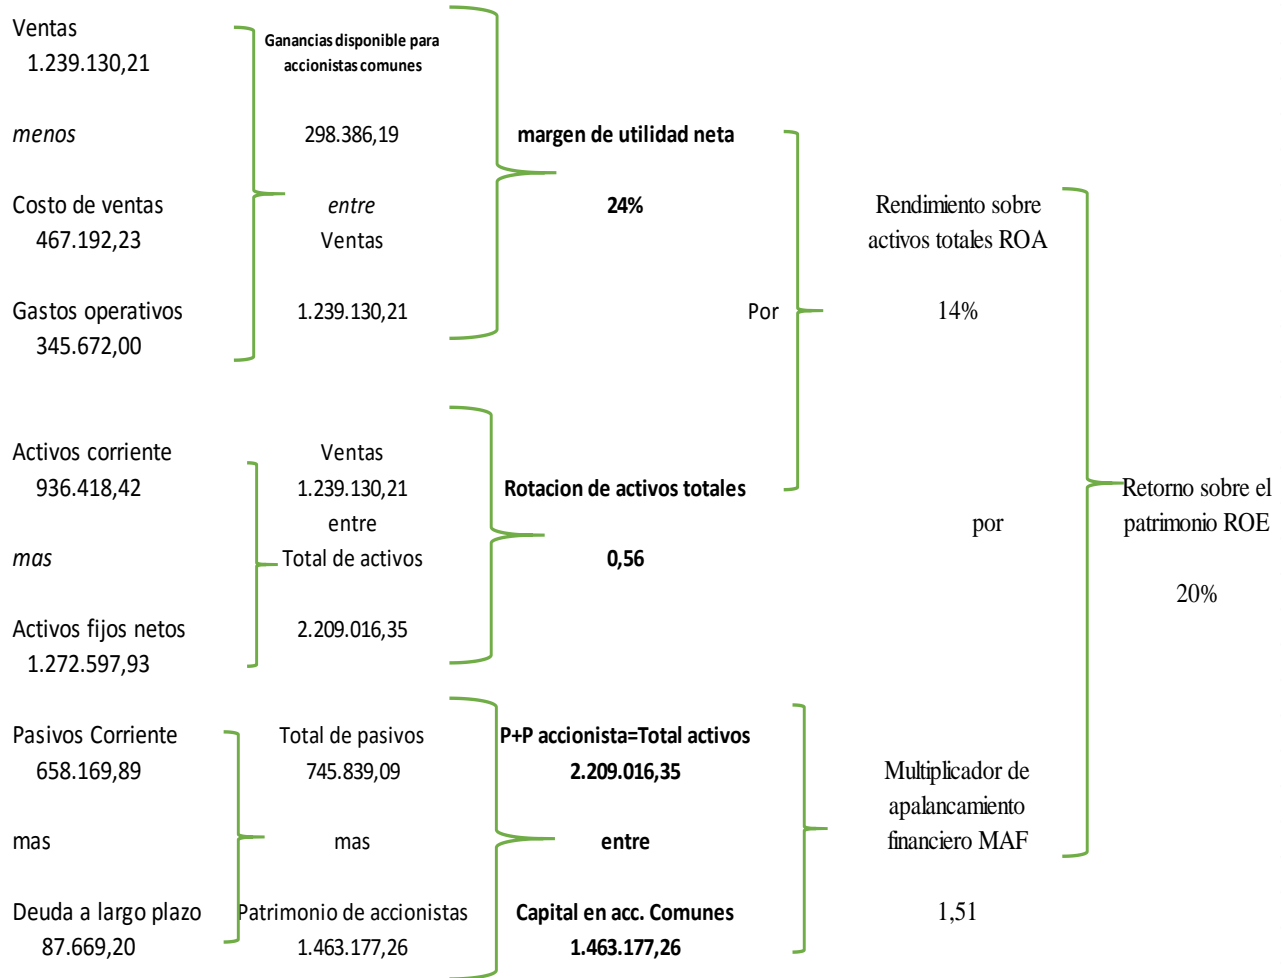 Ventas
1.239.130,21
menos
Costo de ventas
467.192,23
Gastos operativos
345.672,00
Ganancias disponible para
accionistas comunes
298.386,19
entre
Ventas
1.239.130,21
margen de utilidad neta
24%
Por
Rendimiento sobre
activos totales ROA
14%
Activos corriente
936.418,42
mas
Activos fijos netos
1.272.597,93
Ventas
1.239.130,21
entre
Total de activos
2.209.016,35
Rotacion de activos totales
0,56
por
Retorno sobre el
patrimonio ROE
20%
Pasivos Corriente
658.169,89
mas
Deuda a largo plazo
87.669,20
Total de pasivos
745.839,09
mas
Patrimonio de accionistas
1.463.177,26
P+P accionista=Total activos
2.209.016,35
entre
Capital en acc. Comunes
1.463.177,26
Multiplicador de
apalancamiento
financiero MAF
1,51